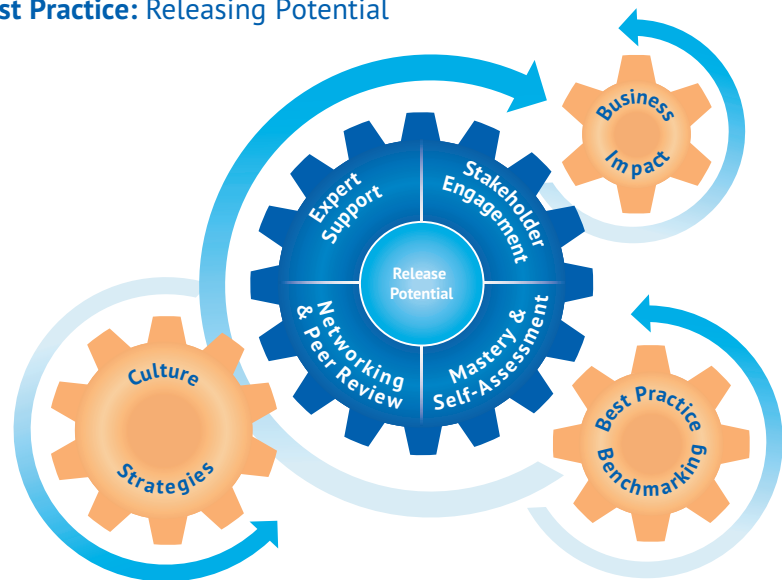 st Practice: Releasing Potential
Business
Impact
Expert
Support
Stakeholder
Engagement
Release
Potential
Networking
& Peer Review
Mastery &
Self-Assessment
Culture
Strategies
Best Practice
Benchmarking